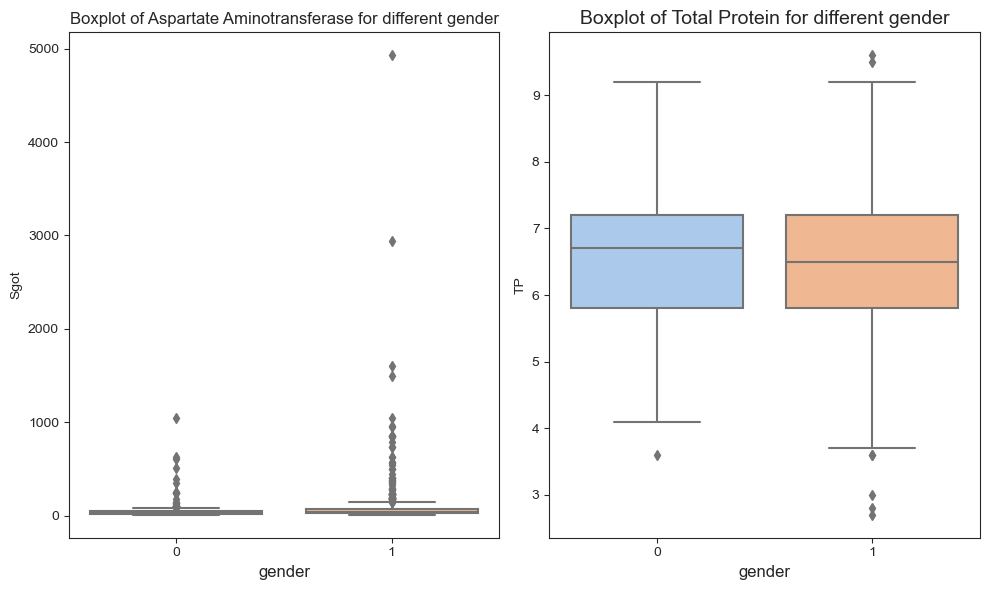 Boxplot of Aspartate Aminotransferase for different gender
5000
4000
3000
2000
1000
0
Sgot
0
1
gender
Boxplot of Total Protein for different gender
9
8
7
6
5
4
3
TP
0
1
gender